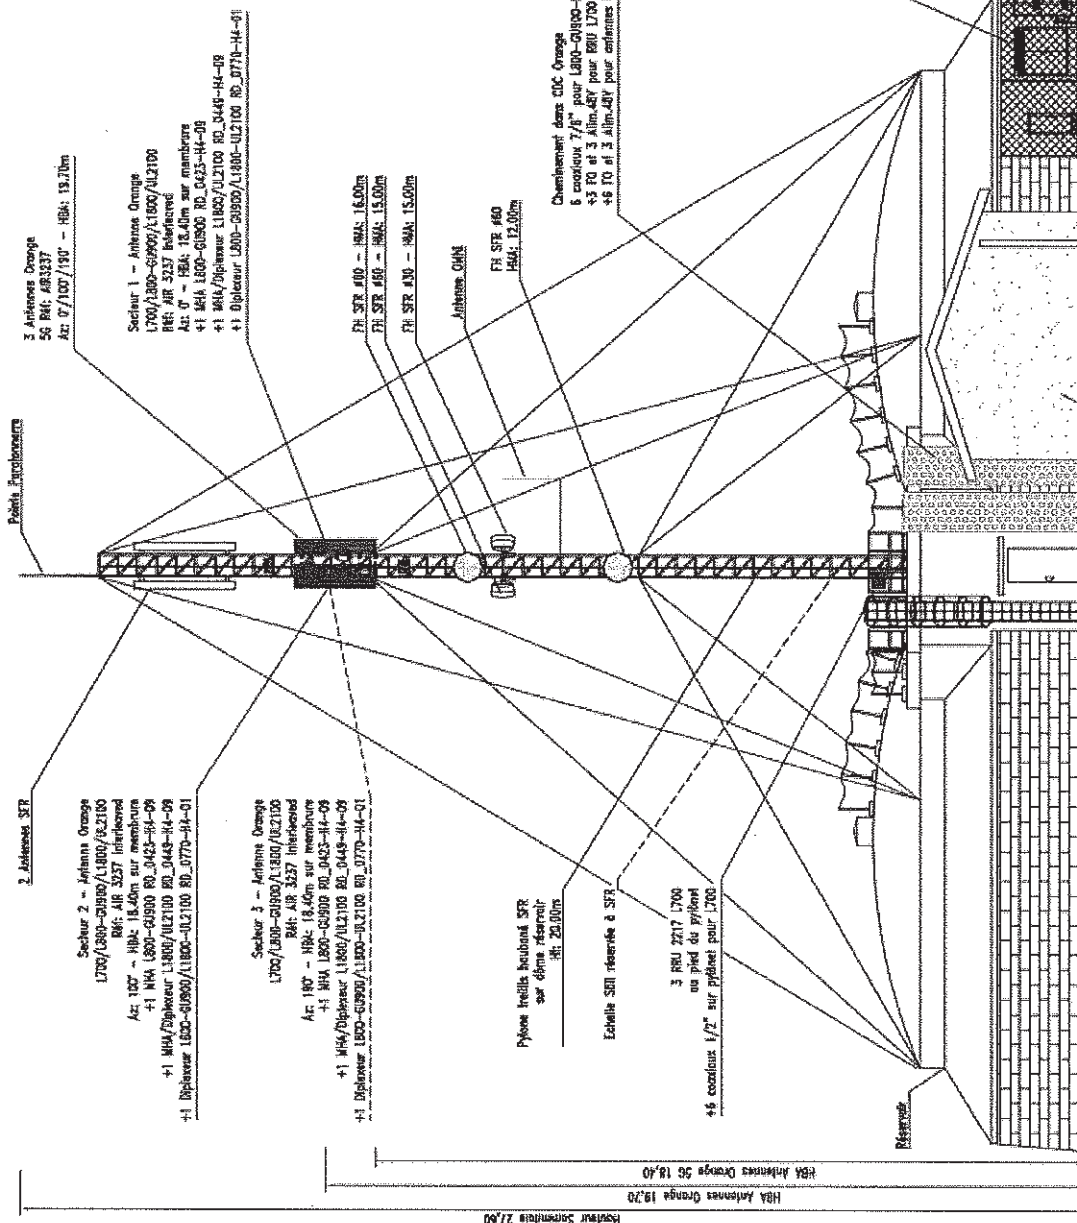 Pointe Paratonnerre
3 Antennes Orange
5G Réf: AIR3237
Az: 0°/100°/190° - HBA: 19.70m
Secteur 1 - Antenne Orange
L700/L800-GU900/L1800/UL2100
Réf: AIR 3237 Interleaved
Az: 0° - HBA: 18.40m sur membrure
+1 MHA L800-GU900 RD_0423-H4-09
+1 MHA/Diplexeur L1800/UL2100 RD_0449-H4-09
+1 Diplexeur L800-GU900/L1800-UL2100 RD_0770-H4-01
FH SFR - HMA: 16.00m
FH SFR ø60 - HMA: 15.00m
FH SFR ø30 - HMA: 15.00m
Antenne OMNI
FH SFR ø60
HMA: 12.00m
Cheminement dans CDC Orange
6 coaxiaux 7/8" pour L800-GU900-
+3 FO et 3 Alim.48V pour RRU L700
+6 FO et 3 Alim.48V pour antennes
2 Antennes SFR
Secteur 2 - Antenne Orange
L700/L800-GU900/L1800/UL2100
Réf: AIR 3237 Interleaved
Az: 100° - HBA: 18.40m sur membrure
+1 MHA L800-GU900 RD_0423-H4-09
+1 MHA/Diplexeur L1800/UL2100 RD_0449-H4-09
+1 Diplexeur L800-GU900/L1800-UL2100 RD_0770-H4-01
Secteur 3 - Antenne Orange
L700/L800-GU900/L1800/UL2100
Réf: AIR 3237 Interleaved
Az: 190° - HBA: 18.40m sur membrure
+1 MHA L800-GU900 RD_0423-H4-09
+1 MHA/Diplexeur L1800/UL2100 RD_0449-H4-09
+1 Diplexeur L800-GU900/L1800-UL2100 RD_0770-H4-01
Pylone treillis haubané SFR
sur dôme réservoir
Ht: 20.00m
Echelle SEII réservée à SFR
3 RRU 2217 L700
au pied du pylônet
+6 coaxiaux 1/2" sur pylônet pour L700
Réservoir
HBA Antennes Orange 5G 18,40
HBA Antennes Orange 19,70
Hauteur Sommitale 27,60